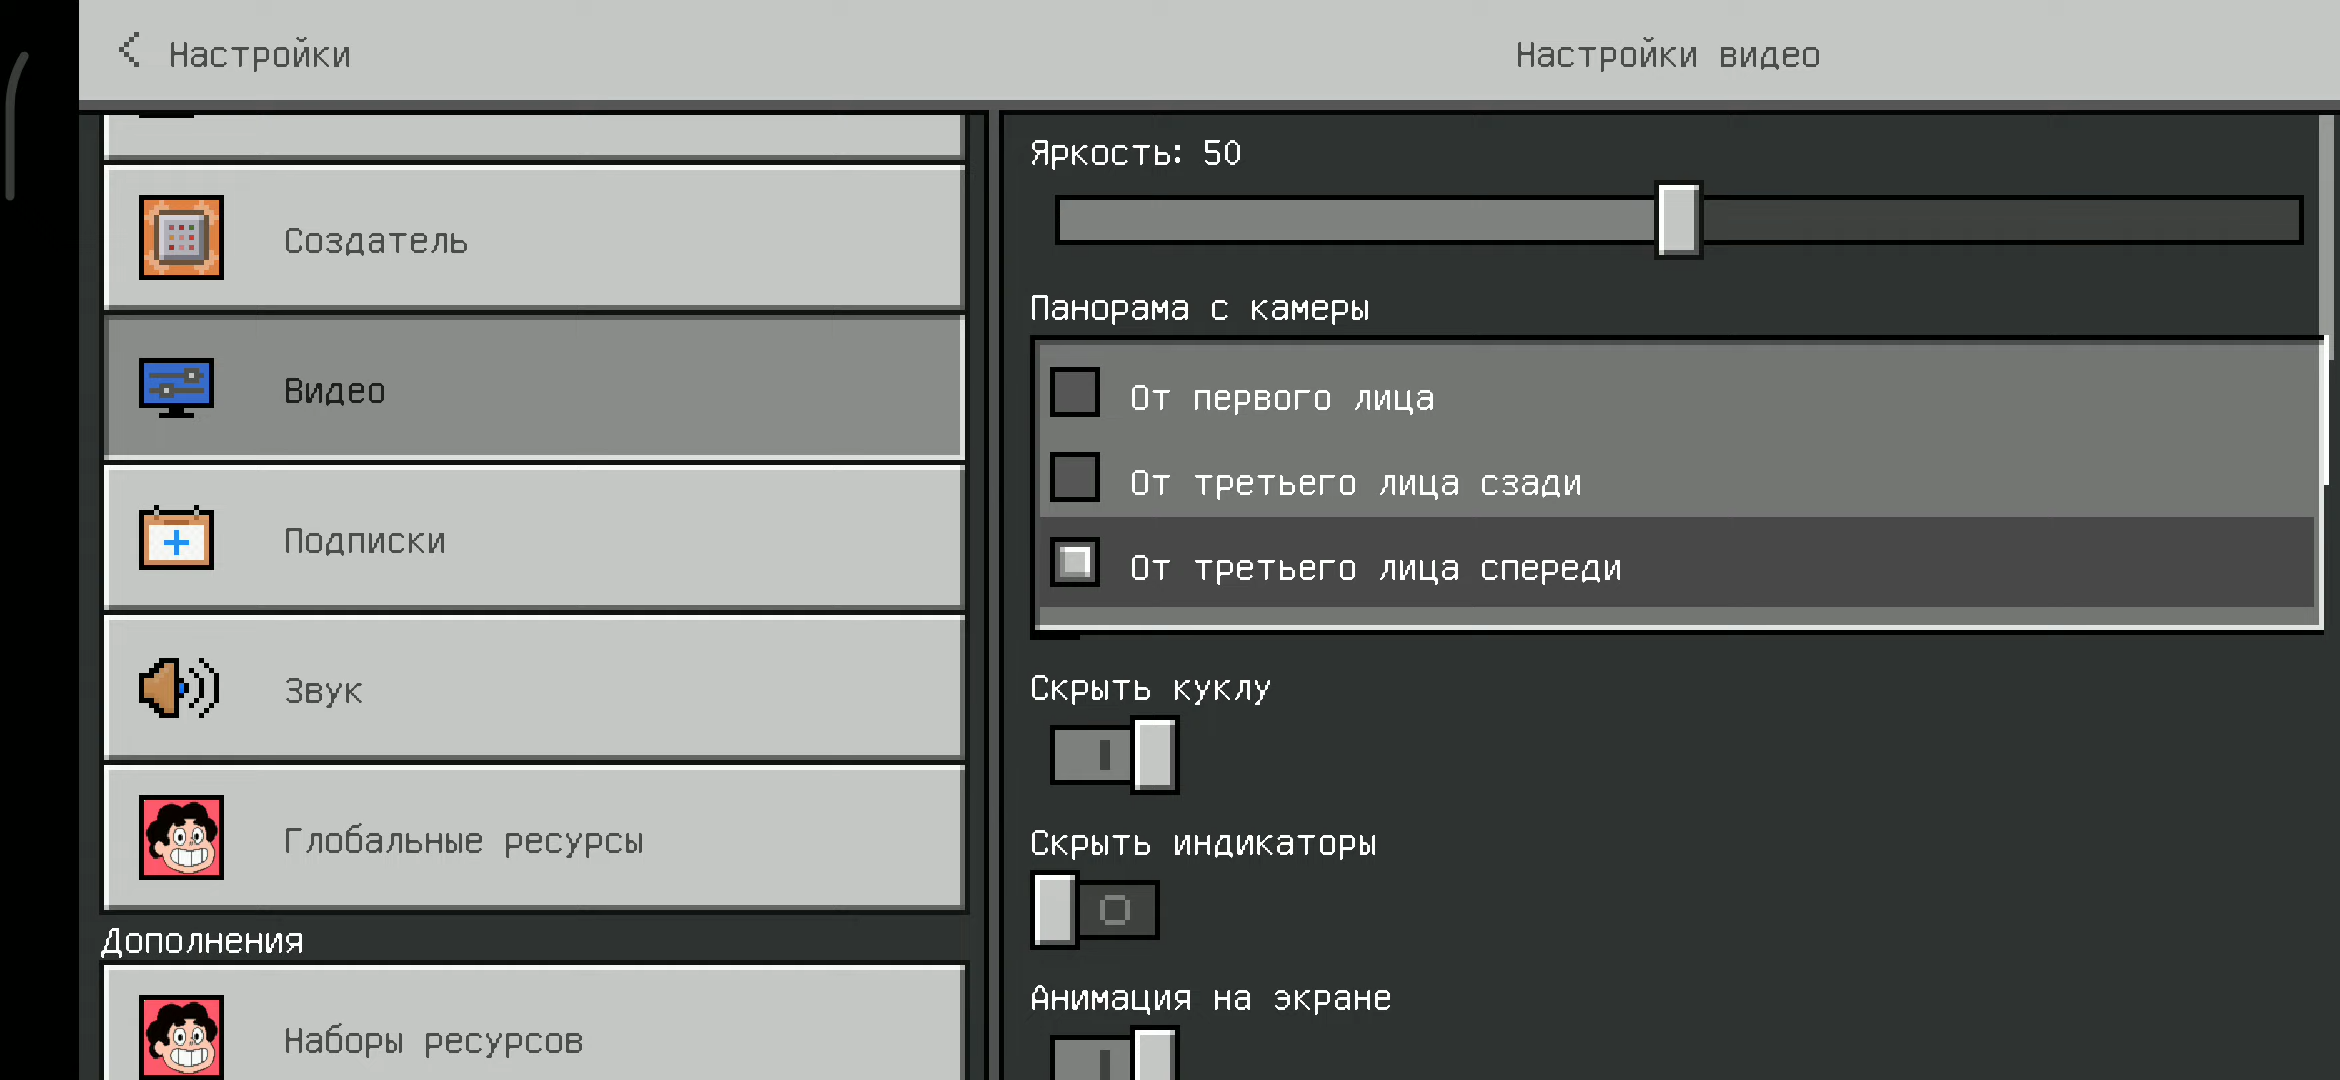 Настройки
Настройки видео
Создатель
Видео
Подписки
Звук
Глобальные ресурсы
Дополнения
Наборы ресурсов
Яркость: 50
Панорама с камеры
От первого лица
От третьего лица сзади
От третьего лица спереди
Скрыть куклу
Скрыть индикаторы
Анимация на экране